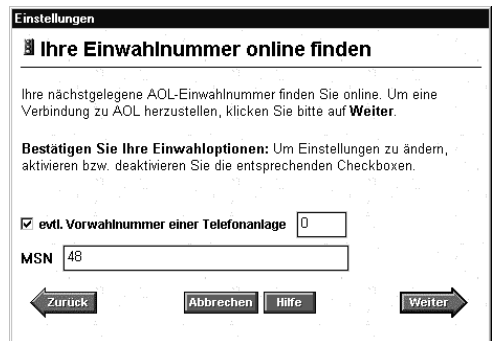 Einstellungen
Ihre Einwahlnummer online finden
Ihre nächstgelegene AOL-Einwahlnummer finden Sie online. Um eine
Verbindung zu AOL herzustellen, klicken Sie bitte auf Weiter.
Bestätigen Sie Ihre Einwahloptionen: Um Einstellungen zu ändern,
aktivieren bzw. deaktivieren Sie die entsprechenden Checkboxen.
evtl. Vorwahlnummer einer Telefonanlage 0
MSN 48
Zurück Abbrechen Hilfe Weiter